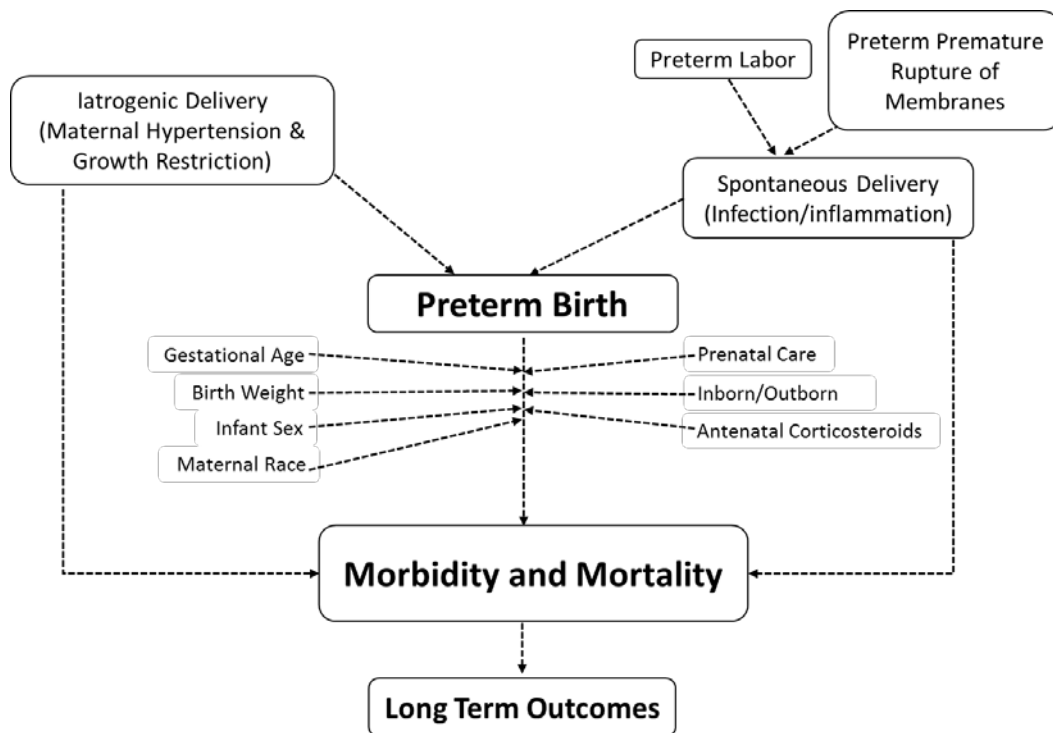 Iatrogenic Delivery
(Maternal Hypertension &
Growth Restriction)
Preterm Labor
Preterm Premature
Rupture of
Membranes
Spontaneous Delivery
(Infection/inflammation)
Preterm Birth
Gestational Age
Birth Weight
Infant Sex
Maternal Race
Prenatal Care
Inborn/Outborn
Antenatal Corticosteroids
Morbidity and Mortality
Long Term Outcomes